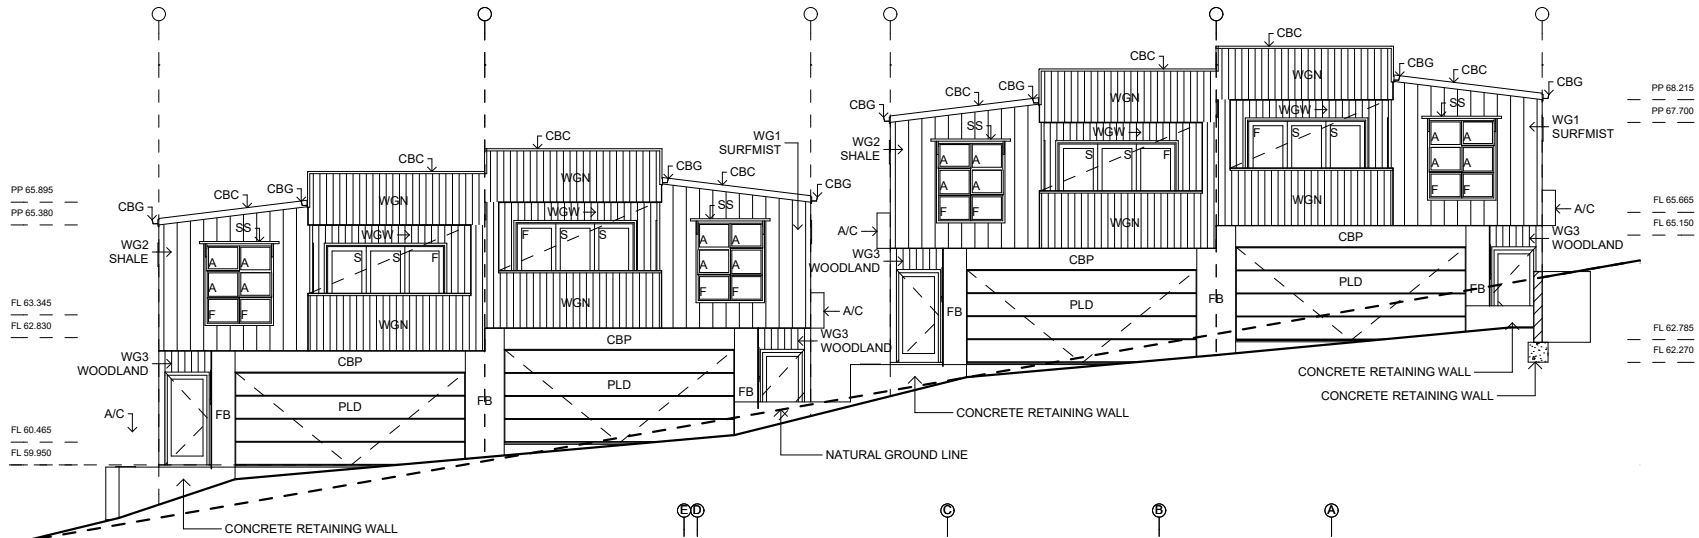 CBC
CBC
CBG
CBC
CBG
WGN
CBC
CBG
WGN
CBG
PP 68.215
PP 67.700
CBG
SS
WGW
F
S
S
SS
WG1
SURFMIST
CBC
WG1
SURFMIST
WG2
SHALE
WGW
S
S
F
A
A
A
A
F
F
CBC
CBG
WGN
CBC
CBG
A
A
A
A
F
F
WGN
WGN
PP 65.895
PP 65.380
CBC
CBG
WGN
CBG
FL 65.665
FL 65.150
A/C
CBG
SS
WGW
F
S
S
SS
A/C
WG3
WOODLAND
WG2
SHALE
WGW
S
S
F
A
A
A
A
F
F
WG3
WOODLAND
CBP
CBP
A
A
A
A
F
F
WGN
WGN
PLD
FB
PLD
FB
FB
FL 63.345
FL 62.830
A/C
FL 62.785
FL 62.270
WG3
WOODLAND
CBP
WG3
WOODLAND
CBP
PLD
FB
CONCRETE RETAINING WALL
CONCRETE RETAINING WALL
A/C
FB
PLD
FB
CONCRETE RETAINING WALL
FL 60.465
FL 59.950
NATURAL GROUND LINE
CONCRETE RETAINING WALL
E
D
C
B
A